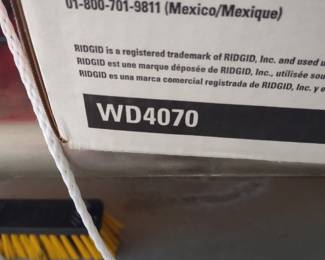 01-800-701-9811 (Mexico/Mexique)
RIDGID is a registered trademark of RIDGID, Inc. and used u
RIDGID est une marque déposée de RIDGID, Inc., utilisée sou
RIDGID es una marca comercial registrada de RIDGID, Inc. y e
WD4070